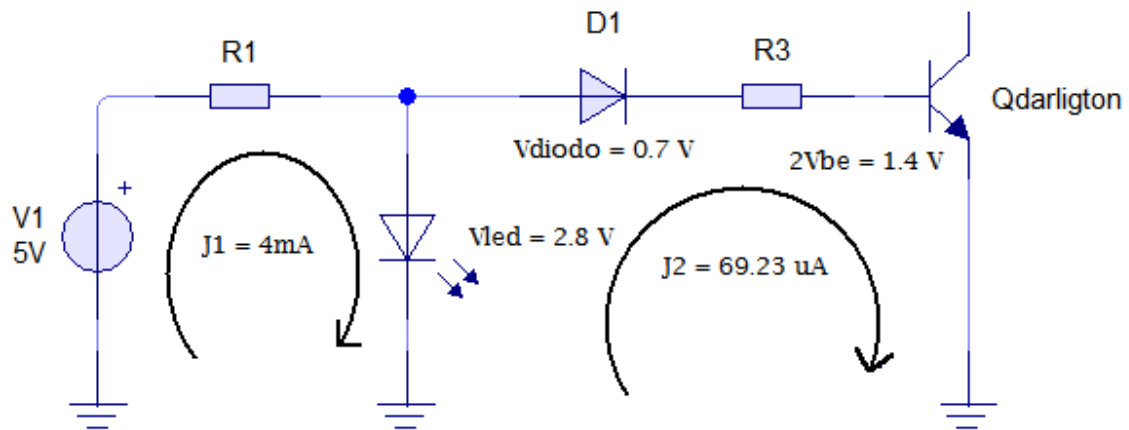 D1
R1
R3
Qdarligton
Vdiodo = 0.7 V
2Vbe = 1.4 V
+
V1
5V
J1 = 4mA
Vled = 2.8 V
J2 = 69.23 uA